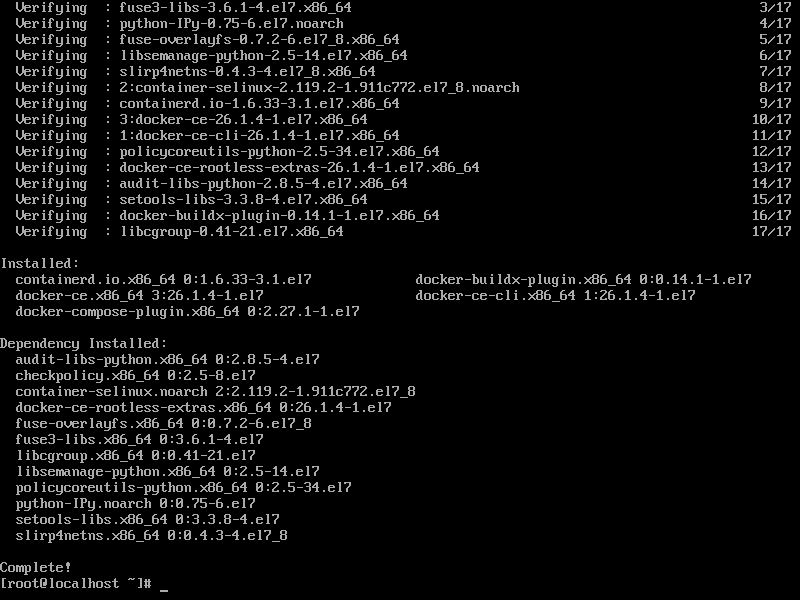 Verifying  : fuse3-libs-3.6.1-4.el7.x86_64 3/17
Verifying  : python-IPy-0.75-6.el7.noarch 4/17
Verifying  : fuse-overlayfs-0.7.2-6.el7_8.x86_64 5/17
Verifying  : libsemanage-python-2.5-14.el7.x86_64 6/17
Verifying  : slirp4netns-0.4.3-4.el7_8.x86_64 7/17
Verifying  : 2:container-selinux-2.119.2-1.911c772.el7_8.noarch 8/17
Verifying  : containerd.io-1.6.33-3.1.el7.x86_64 9/17
Verifying  : 3:docker-ce-26.1.4-1.el7.x86_64 10/17
Verifying  : 1:docker-ce-cli-26.1.4-1.el7.x86_64 11/17
Verifying  : policycoreutils-python-2.5-34.el7.x86_64 12/17
Verifying  : docker-ce-rootless-extras-26.1.4-1.el7.x86_64 13/17
Verifying  : audit-libs-python-2.8.5-4.el7.x86_64 14/17
Verifying  : setools-libs-3.3.8-4.el7.x86_64 15/17
Verifying  : docker-buildx-plugin-0.14.1-1.el7.x86_64 16/17
Verifying  : libcgroup-0.41-21.el7.x86_64 17/17
Installed:
containerd.io.x86_64 0:1.6.33-3.1.el7 docker-buildx-plugin.x86_64 0:0.14.1-1.el7
docker-ce.x86_64 3:26.1.4-1.el7 docker-ce-cli.x86_64 1:26.1.4-1.el7
docker-compose-plugin.x86_64 0:2.27.1-1.el7
Dependency Installed:
audit-libs-python.x86_64 0:2.8.5-4.el7
checkpolicy.x86_64 0:2.5-8.el7
container-selinux.noarch 2:2.119.2-1.911c772.el7_8
docker-ce-rootless-extras.x86_64 0:26.1.4-1.el7
fuse-overlayfs.x86_64 0:0.7.2-6.el7_8
fuse3-libs.x86_64 0:3.6.1-4.el7
libcgroup.x86_64 0:0.41-21.el7
libsemanage-python.x86_64 0:2.5-14.el7
policycoreutils-python.x86_64 0:2.5-34.el7
python-IPy.noarch 0:0.75-6.el7
setools-libs.x86_64 0:3.3.8-4.el7
slirp4netns.x86_64 0:0.4.3-4.el7_8
Complete!
[root@localhost ~]# _